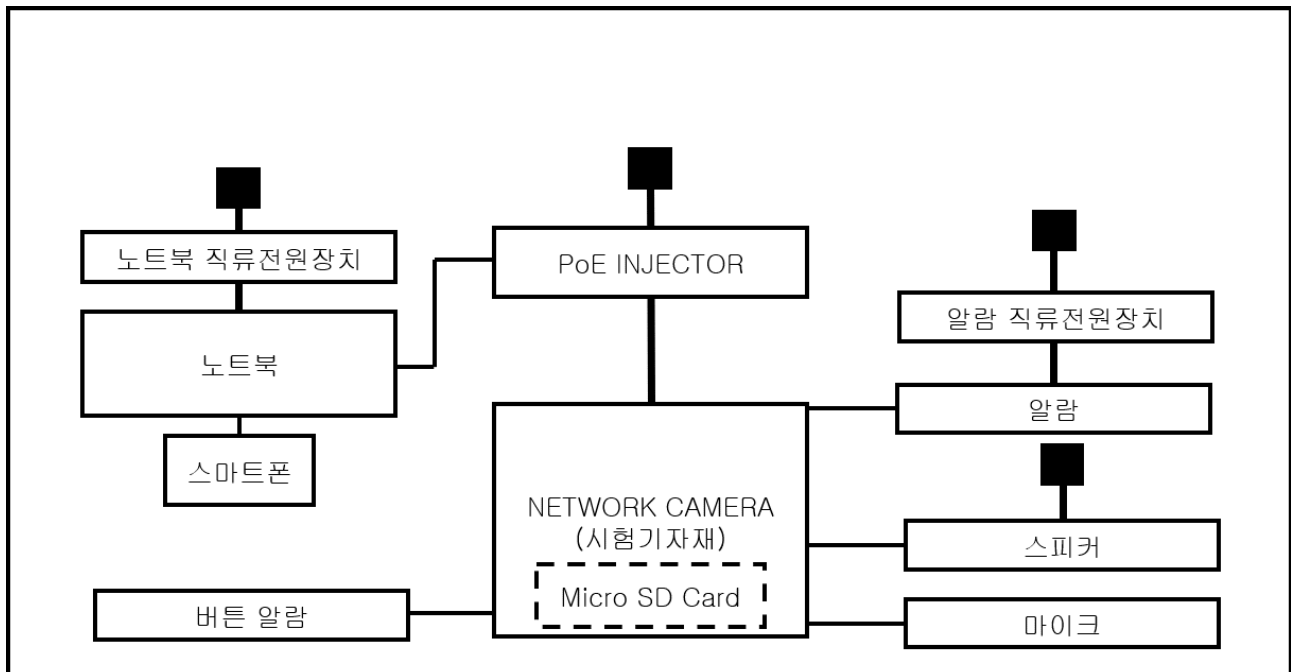 노트북 직류전원장치
PoE INJECTOR
알람 직류전원장치
노트북
알람
스마트폰
NETWORK CAMERA
(시험기자재)
스피커
Micro SD Card
버튼 알람
마이크